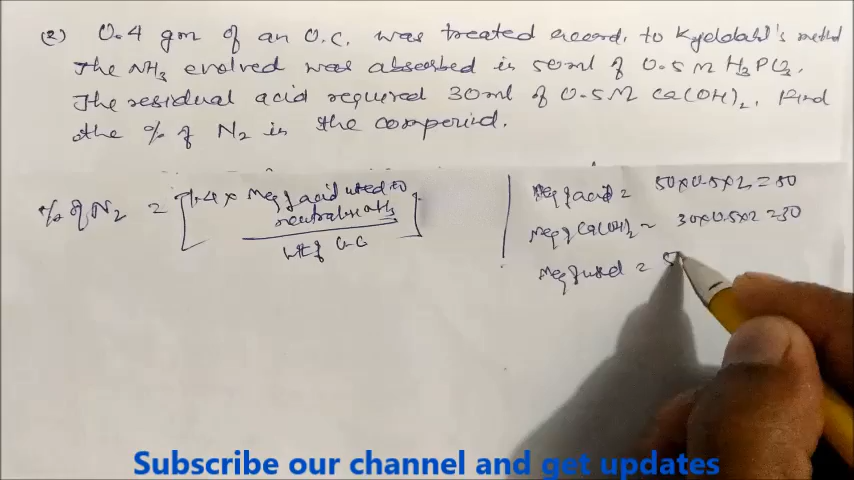 (2) 0.4 gm of an O.C. was treated accord. to Kjeldahl's method
The NH3 evolved was absorbed in 50ml of 0.5 M H3PO3.
The residual acid required 30ml of 0.5M Ca(OH)2. Find
the % of N2 in the compound.
% of N2 = [1.4 × Meq of acid used to neutralise NH3 / wt of O.C]
Meq of acid = 50×0.5×2=50
Meq of Ca(OH)2 = 30×0.5×2=30
Meq of used =
Subscribe our channel and get updates